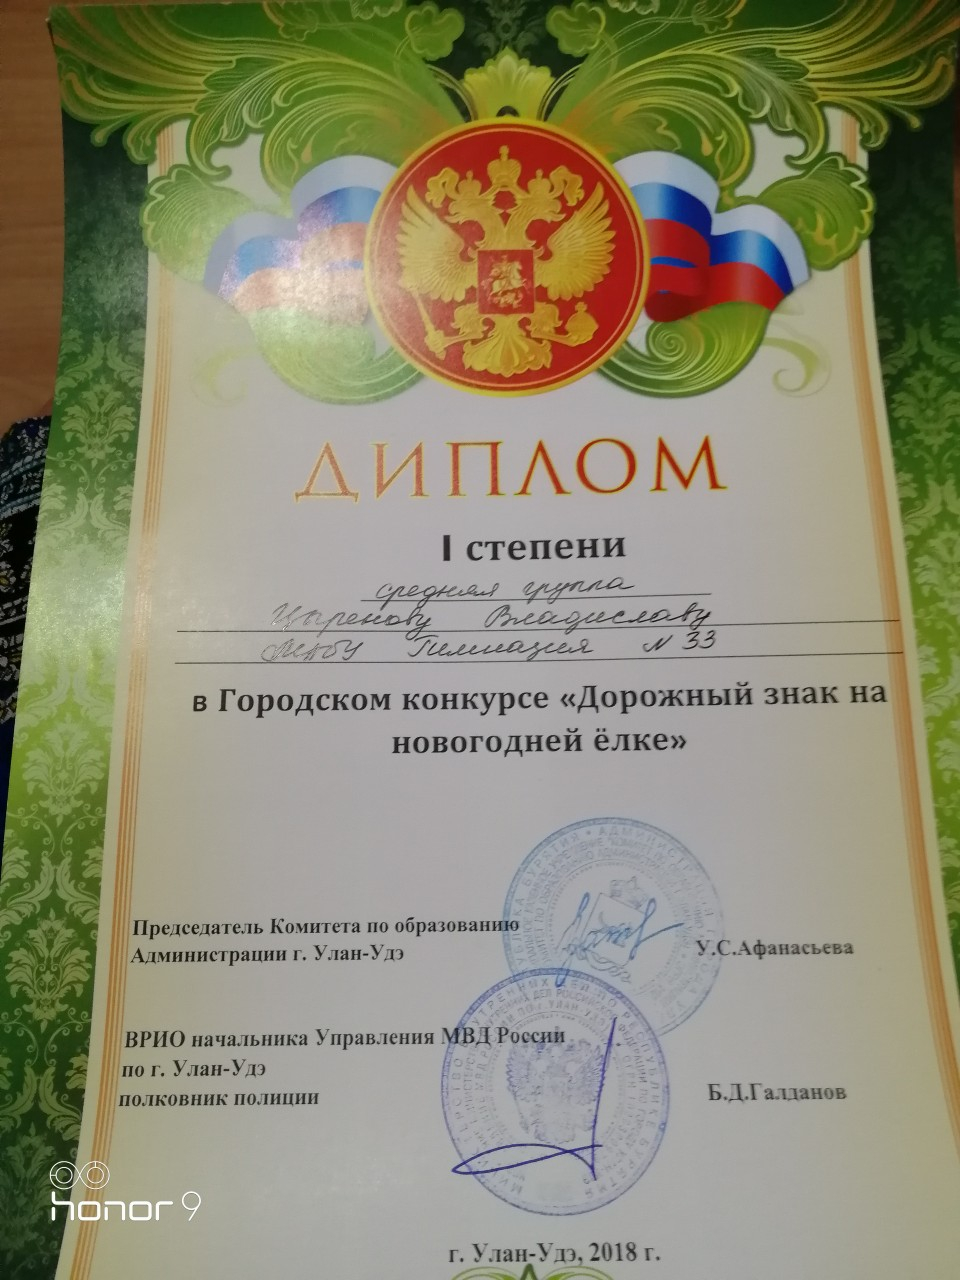 ДИПЛОМ
I степени
средняя группа
Цыренову Владиславу
МАОУ Гимназия № 33
в Городском конкурсе «Дорожный знак на
новогодней ёлке»
Председатель Комитета по образованию
Администрации г. Улан-Удэ
У.С.Афанасьева
ВРИО начальника Управления МВД России
по г. Улан-Удэ
полковник полиции
Б.Д.Галданов
г. Улан-Удэ, 2018 г.
honor 9